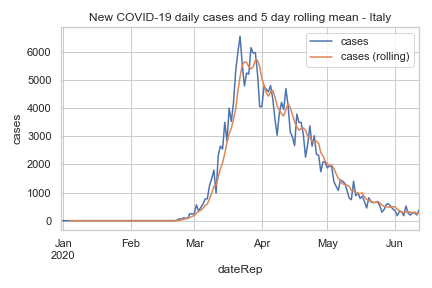 New COVID-19 daily cases and 5 day rolling mean - Italy
cases
cases (rolling)
6000
5000
4000
3000
2000
1000
0
cases
Jan
2020
Feb
Mar
Apr
May
Jun
dateRep